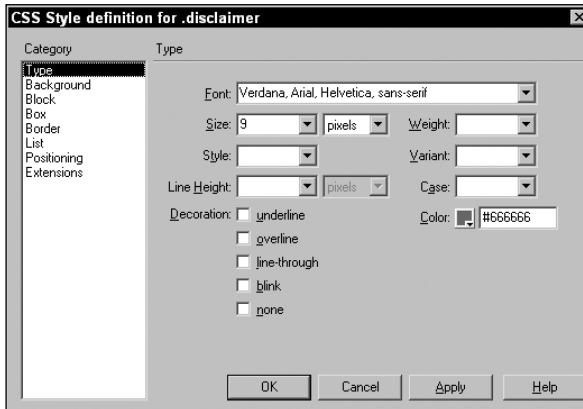 CSS Style definition for .disclaimer
Category
Type
Type
Background
Block
Box
Border
List
Positioning
Extensions
Font: Verdana, Arial, Helvetica, sans-serif
Size: 9 pixels Weight:
Style: Variant:
Line Height: pixels Case:
Decoration: underline Color: #666666
overline
line-through
blink
none
OK Cancel Apply Help